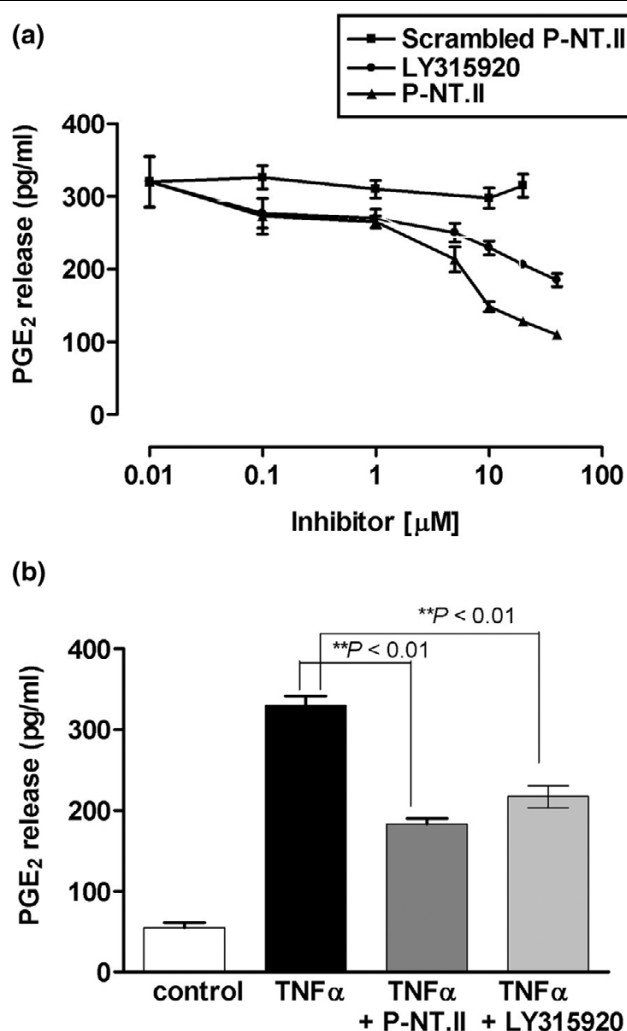 (a)
Scrambled P-NT.II
LY315920
P-NT.II
PGE2 release (pg/ml)
400
300
200
100
0
0.01 0.1 1 10 100
Inhibitor [μM]
(b)
**P < 0.01
**P < 0.01
PGE2 release (pg/ml)
400
300
200
100
0
control TNFα TNFα TNFα
+ P-NT.II + LY315920